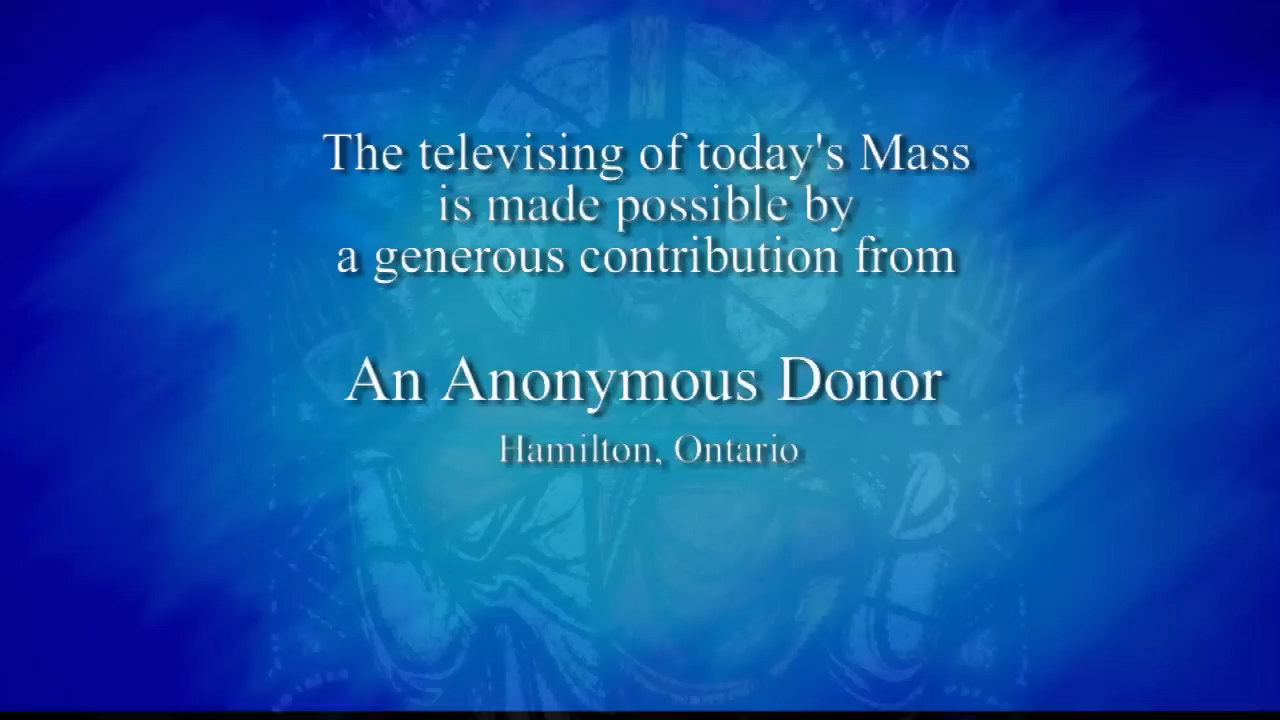 The televising of today's Mass
is made possible by
a generous contribution from
An Anonymous Donor
Hamilton, Ontario